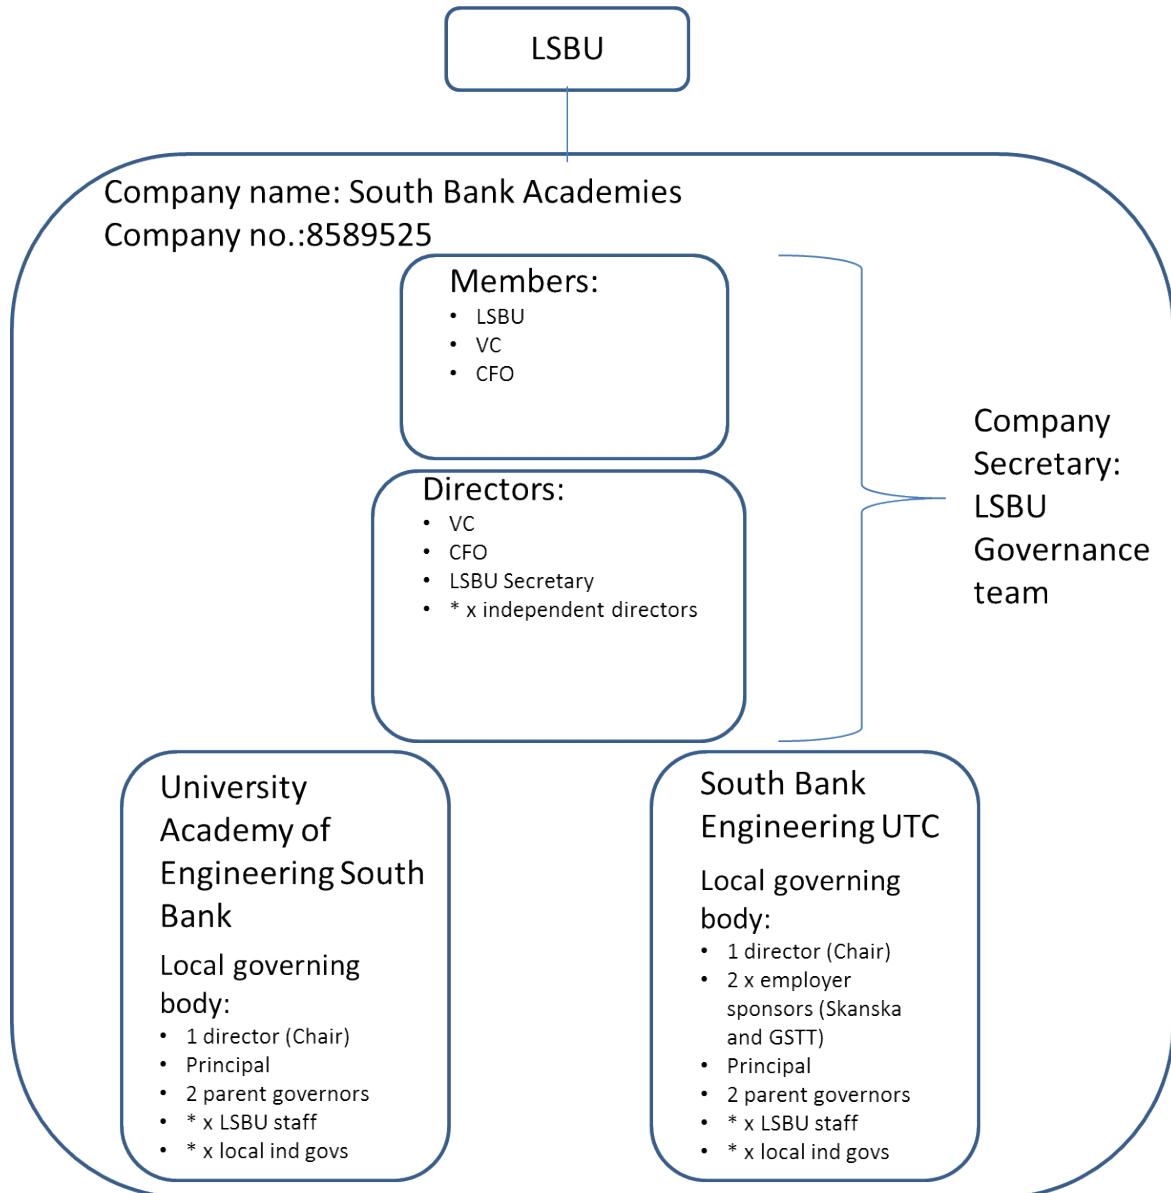 LSBU
Company name: South Bank Academies
Company no.:8589525
Members:
• LSBU
• VC
• CFO
Directors:
• VC
• CFO
• LSBU Secretary
• * x independent directors
Company
Secretary:
LSBU
Governance
team
University
Academy of
Engineering South
Bank
Local governing
body:
• 1 director (Chair)
• Principal
• 2 parent governors
• * x LSBU staff
• * x local ind govs
South Bank
Engineering UTC
Local governing
body:
• 1 director (Chair)
• 2 x employer
sponsors (Skanska
and GSTT)
• Principal
• 2 parent governors
• * x LSBU staff
• * x local ind govs